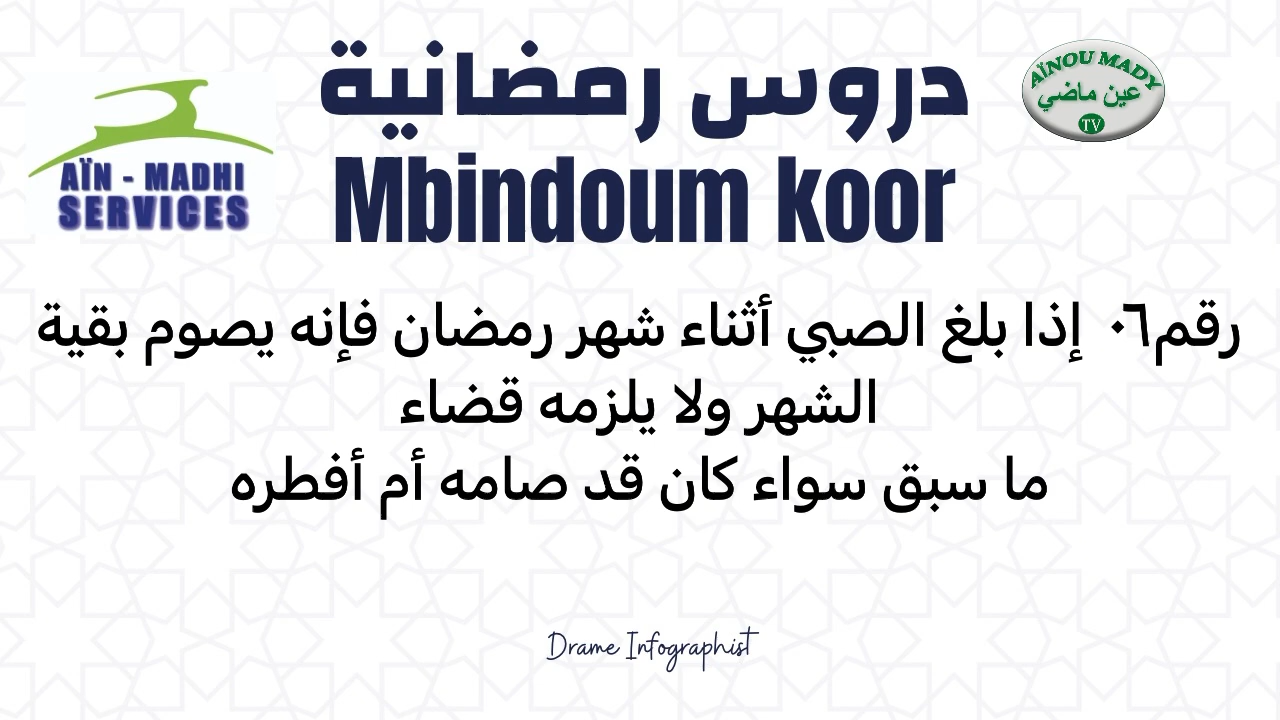 دروس رمضانية
Mbindoum koor
AÏN - MADHI
SERVICES
AÏNOU MADY
عين ماضي
TV
رقم٠٦ إذا بلغ الصبي أثناء شهر رمضان فإنه يصوم بقية
الشهر ولا يلزمه قضاء
ما سبق سواء كان قد صامه أم أفطره
Drame Infographist